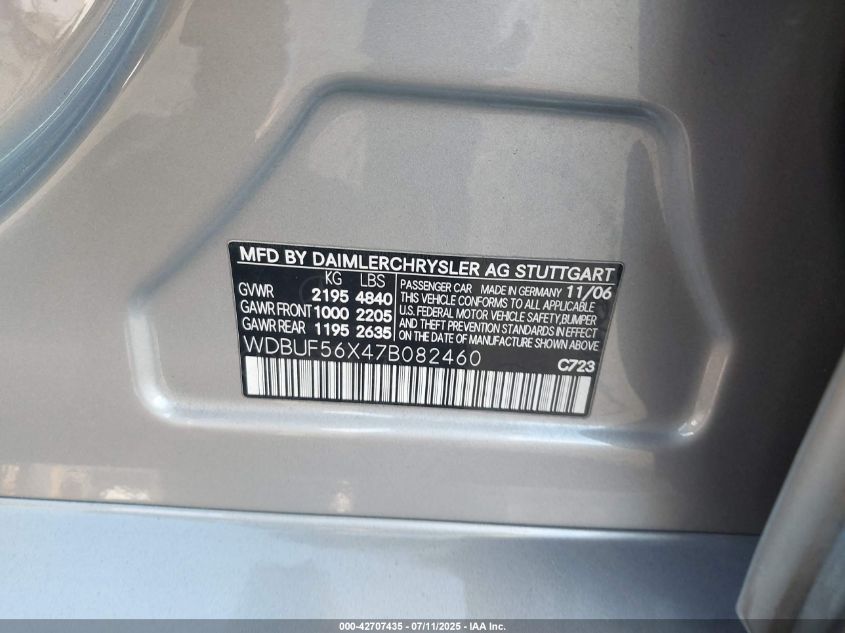 MFD BY DAIMLERCHRYSLER AG STUTTGART
KG LBS
GVWR 2195 4840
GAWR FRONT 1000 2205
GAWR REAR 1195 2635
PASSENGER CAR MADE IN GERMANY 11/06
THIS VEHICLE CONFORMS TO ALL APPLICABLE
U.S. FEDERAL MOTOR VEHICLE SAFETY, BUMPER
AND THEFT PREVENTION STANDARDS IN EFFECT
ON THE DATE OF MANUFACTURE SHOWN ABOVE
WDBUF56X47B082460
C723
000-42707435 - 07/11/2025 - IAA Inc.